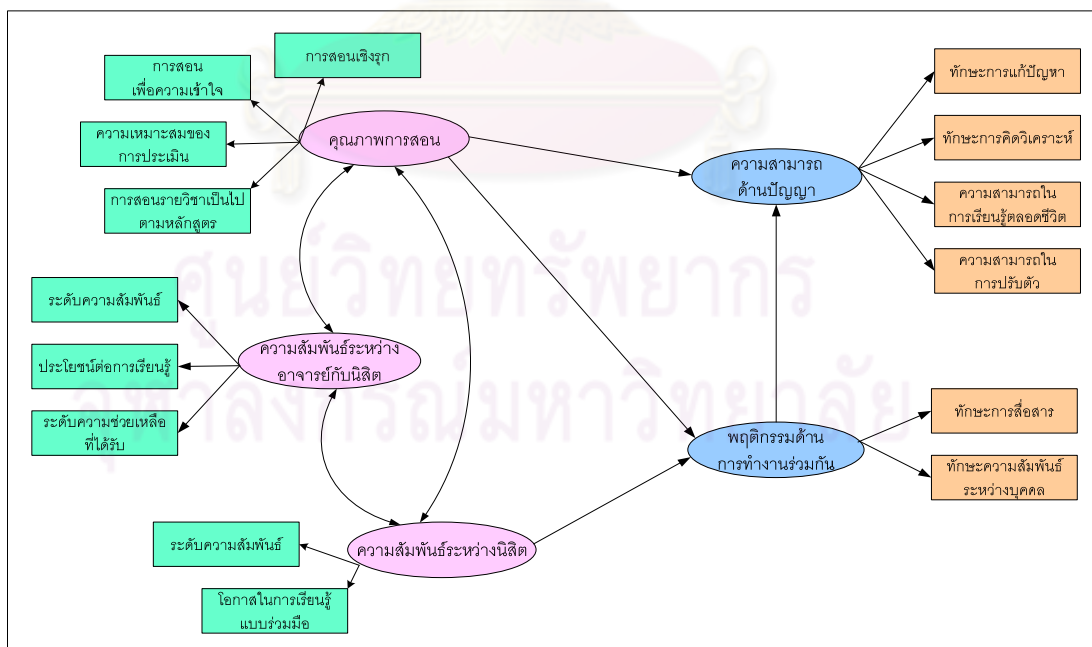 การสอนเชิงรุก
การสอน
เพื่อความเข้าใจ
ความเหมาะสมของ
การประเมิน
การสอนรายวิชาเป็นไป
ตามหลักสูตร
คุณภาพการสอน
ระดับความสัมพันธ์
ประโยชน์ต่อการเรียนรู้
ระดับความช่วยเหลือ
ที่ได้รับ
ความสัมพันธ์ระหว่าง
อาจารย์กับนิสิต
ระดับความสัมพันธ์
โอกาสในการเรียนรู้
แบบร่วมมือ
ความสัมพันธ์ระหว่างนิสิต
ความสามารถ
ด้านปัญญา
ทักษะการแก้ปัญหา
ทักษะการคิดวิเคราะห์
ความสามารถใน
การเรียนรู้ตลอดชีวิต
ความสามารถใน
การปรับตัว
พฤติกรรมด้าน
การทำงานร่วมกัน
ทักษะการสื่อสาร
ทักษะความสัมพันธ์
ระหว่างบุคคล
ศูนย์วิทยทรัพยากร
จุฬาลงกรณ์มหาวิทยาลัย